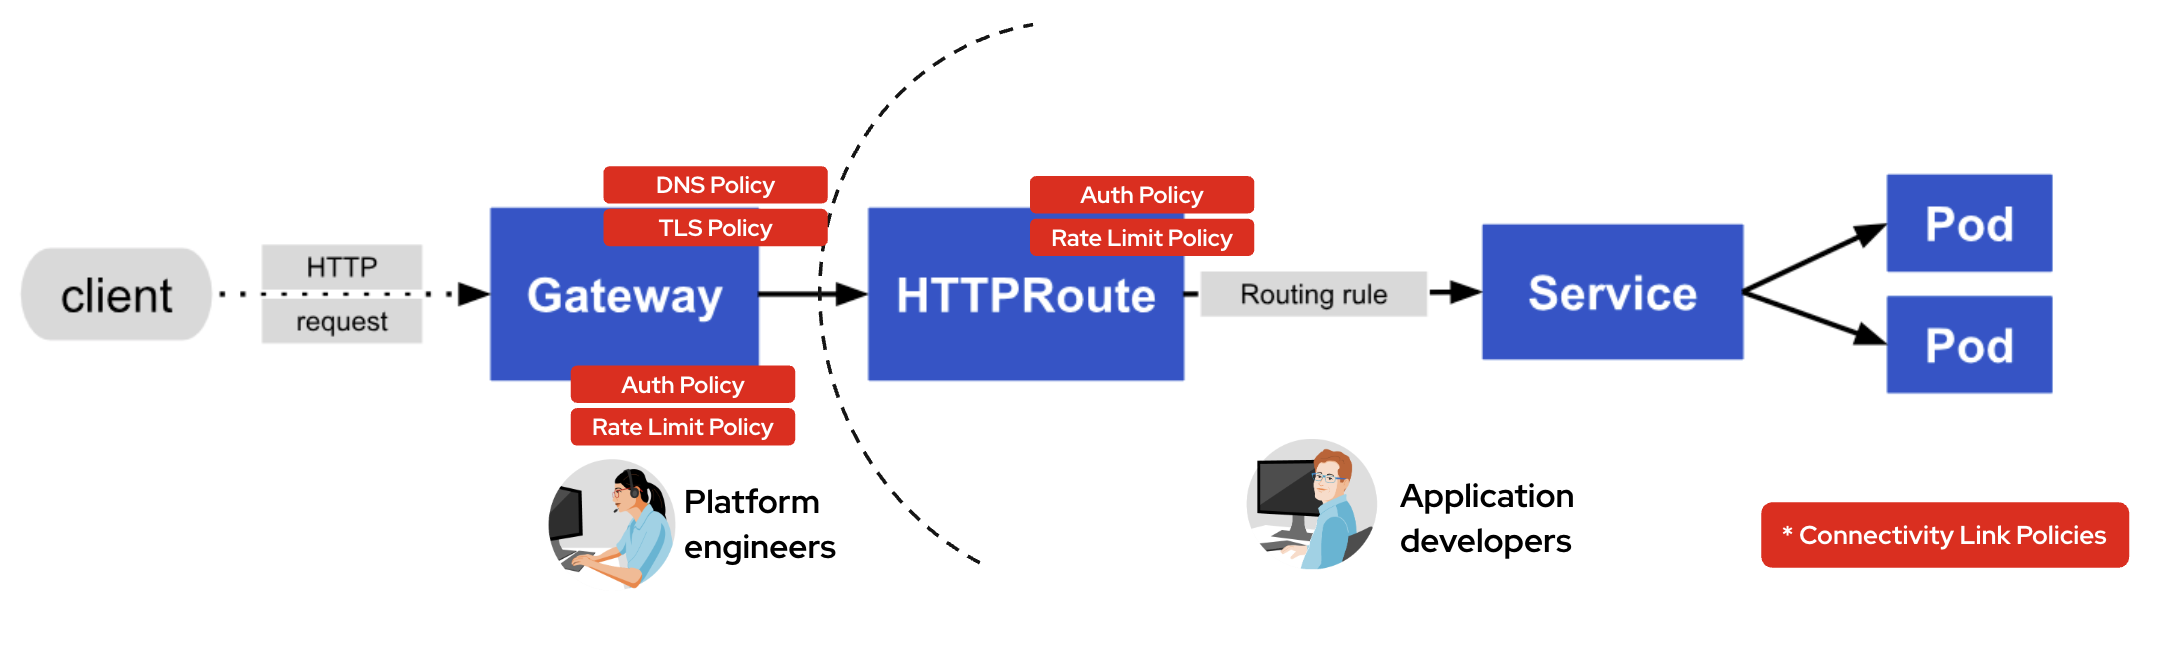 client
HTTP
request
DNS Policy
TLS Policy
Gateway
Auth Policy
Rate Limit Policy
Platform
engineers
Auth Policy
Rate Limit Policy
HTTPRoute
Routing rule
Service
Pod
Pod
Application
developers
* Connectivity Link Policies